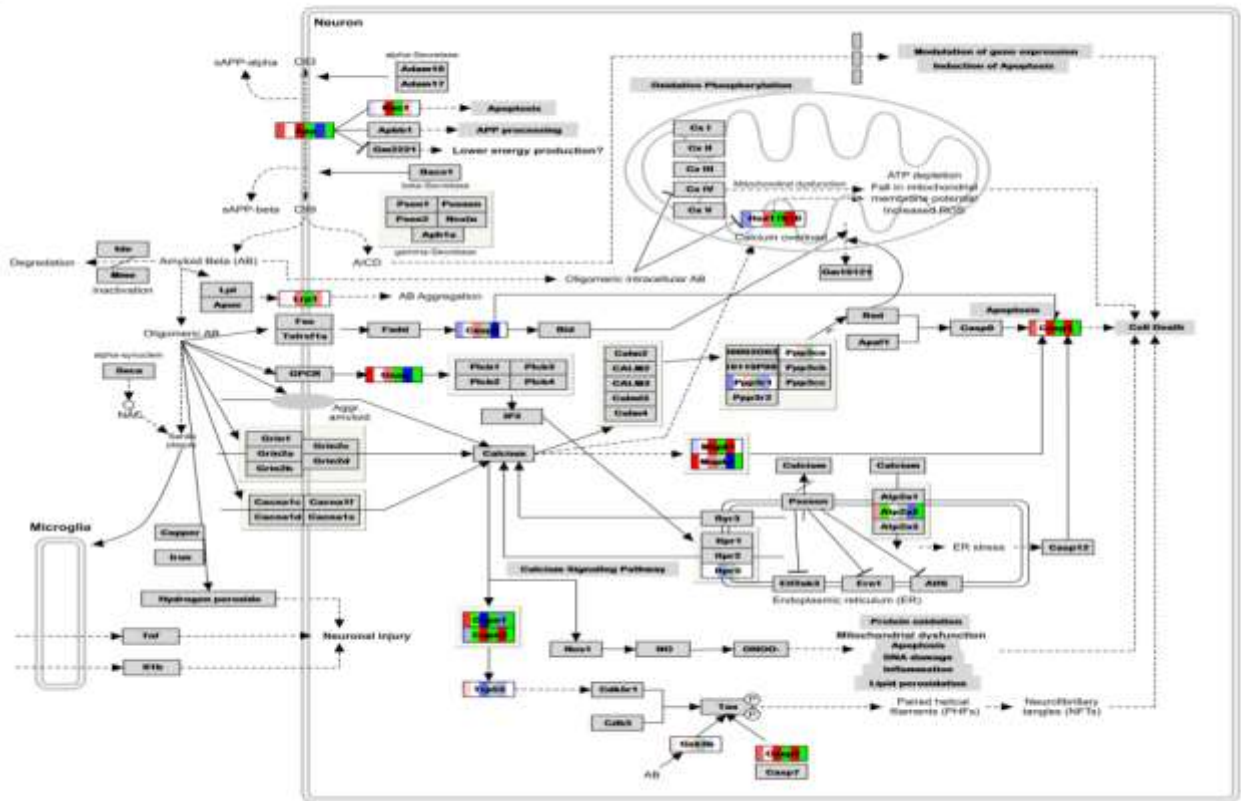 Neuron
alpha-Secretase
sAPP-alpha
Adam10
Adam17
Modulation of gene expression
Induction of Apoptosis
Oxidative Phosphorylation
Apoptosis
Apbb1
APP processing
Gm3221
Lower energy production?
Bace1
beta-Secretase
sAPP-beta
Psen1
Psenen
Psen2
Ncstn
Aph1a
gamma-Secretase
AICD
Cx I
Cx II
Cx III
Cx IV
Cx V
Mitochondrial dysfunction
ATP depletion
Fall in mitochondrial
membrane potential
Increased ROS
Calcium overload
Gm10121
Ide
Mme
Degradation
Inactivation
Amyloid Beta (AB)
Oligomeric intracellular AB
Lpl
Apoe
Lrp1
AB Aggregation
Oligomeric AB
Fas
Tnfrsf1a
Fadd
Bid
Bad
Apaf1
Apoptosis
Casp9
Cell Death
alpha-synuclein
Snca
NAC
Senile
plaque
GPCR
Plcb1
Plcb3
Plcb2
Plcb4
IP3
Aggr.
amyloid
Calm2
CALM3
Calm4
Ppp3ca
Ppp3cb
Ppp3cc
Ppp3r1
Ppp3r2
Grin1
Grin2a
Grin2b
Grin2c
Grin2d
Calcium
Cacna1c
Cacna1f
Cacna1d
Cacna1s
Calcium
Calcium
Psenen
Atp2a1
Atp2a2
Atp2a3
Ryr3
Itpr1
Itpr2
Itpr3
ER stress
Casp12
Eif2ak3
Ern1
Atf6
Endoplasmic reticulum (ER)
Calcium Signaling Pathway
Microglia
Copper
Iron
Hydrogen peroxide
Tnf
Il1b
Neuronal injury
Nos1
NO
ONOO-
Protein oxidation
Mitochondrial dysfunction
Apoptosis
DNA damage
Inflammation
Lipid peroxidation
Cdk5r1
Cdk5
Tau
P
P
Paired helical
filaments (PHFs)
Neurofibrillary
tangles (NFTs)
Gsk3b
AB
Casp7